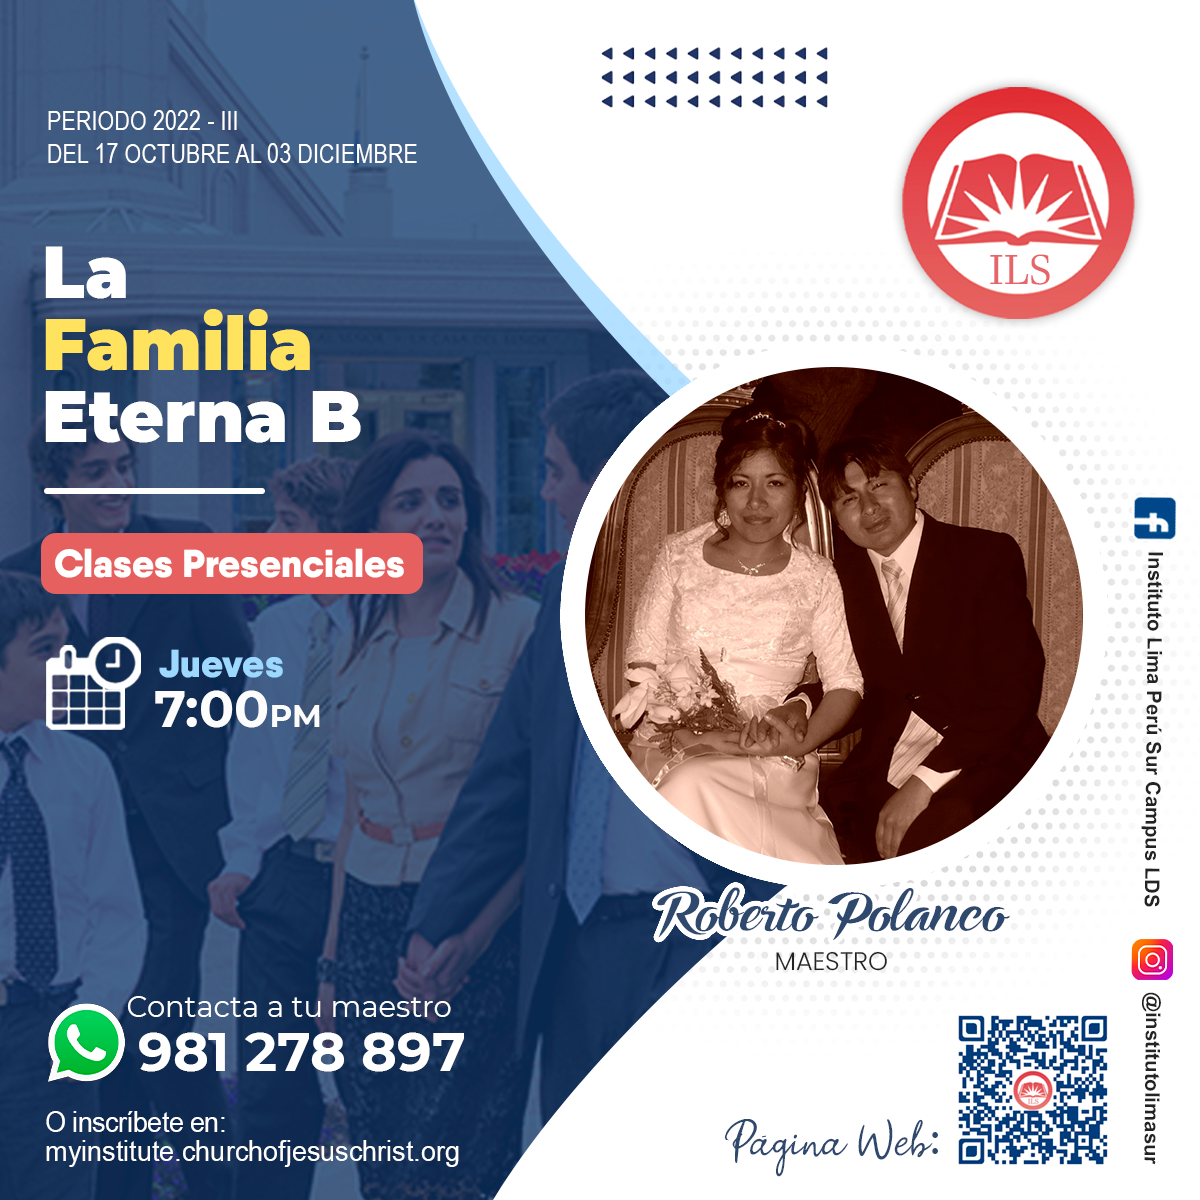 PERIODO 2022 - III
DEL 17 OCTUBRE AL 03 DICIEMBRE
La
Familia
Eterna B
Clases Presenciales
Jueves
7:00PM
ILS
Roberto Polanco
MAESTRO
Contacta a tu maestro
981 278 897
O inscríbete en:
myinstitute.churchofjesuschrist.org
Página Web:
ILS
Instituto Lima Perú Sur Campus LDS
@institutolimasur